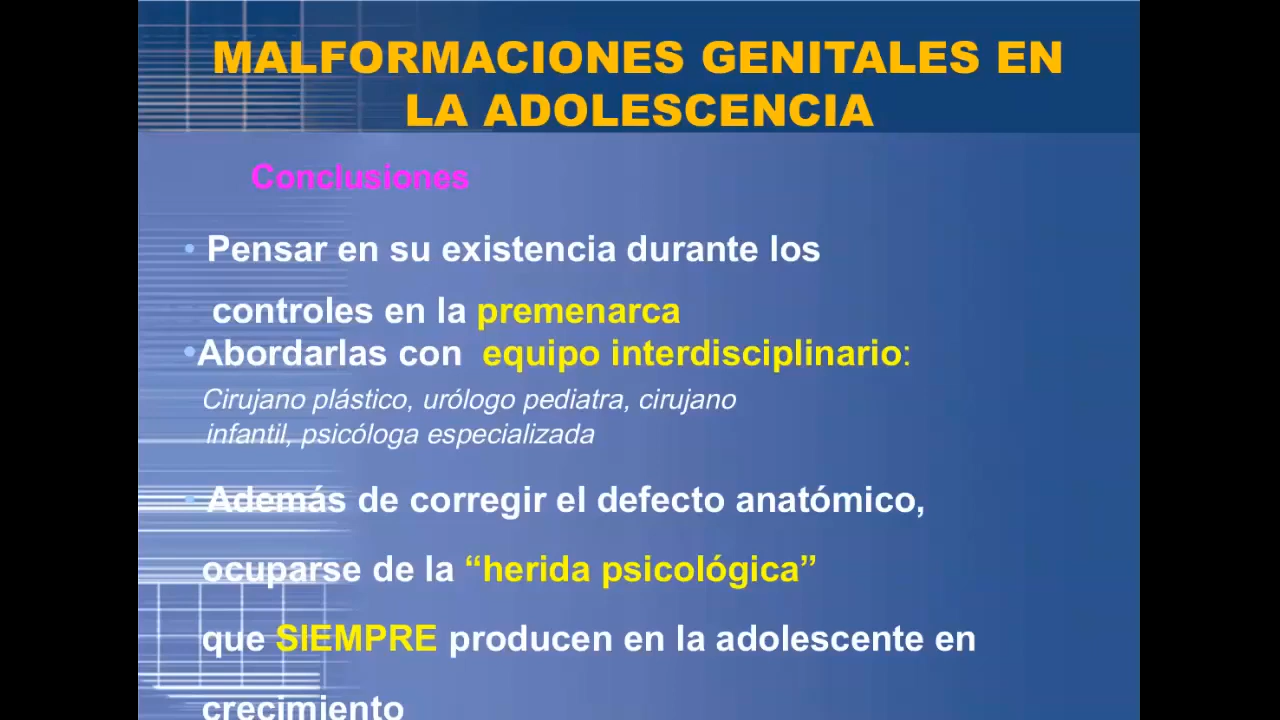 MALFORMACIONES GENITALES EN
LA ADOLESCENCIA
Conclusiones
• Pensar en su existencia durante los
controles en la premenarca
•Abordarlas con equipo interdisciplinario:
Cirujano plástico, urólogo pediatra, cirujano
infantil, psicóloga especializada
• Además de corregir el defecto anatómico,
ocuparse de la “herida psicológica”
que SIEMPRE producen en la adolescente en
crecimiento